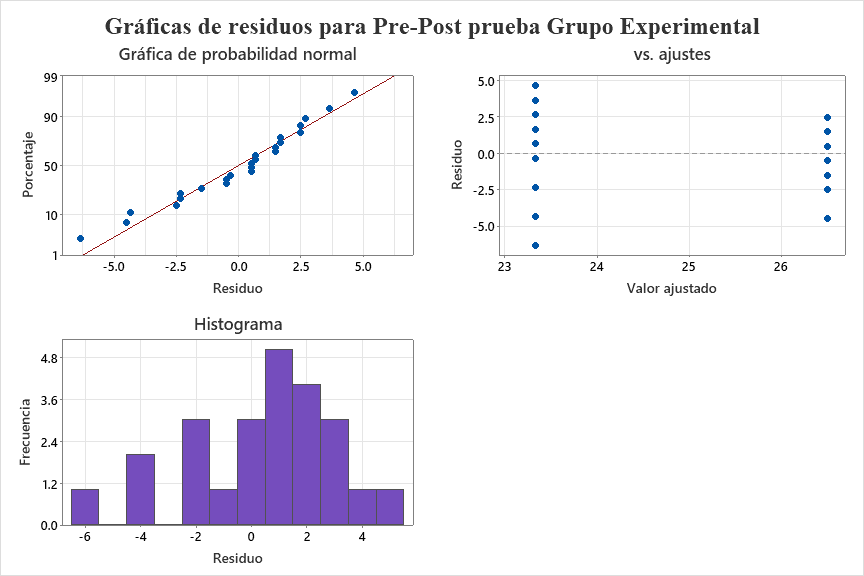 Gráficas de residuos para Pre-Post prueba Grupo Experimental
Gráfica de probabilidad normal
99
90
50
10
1
Porcentaje
-5.0 -2.5 0.0 2.5 5.0
Residuo
vs. ajustes
5.0
2.5
0.0
-2.5
-5.0
Residuo
23 24 25 26
Valor ajustado
Histograma
4.8
3.6
2.4
1.2
0.0
Frecuencia
-6 -4 -2 0 2 4
Residuo